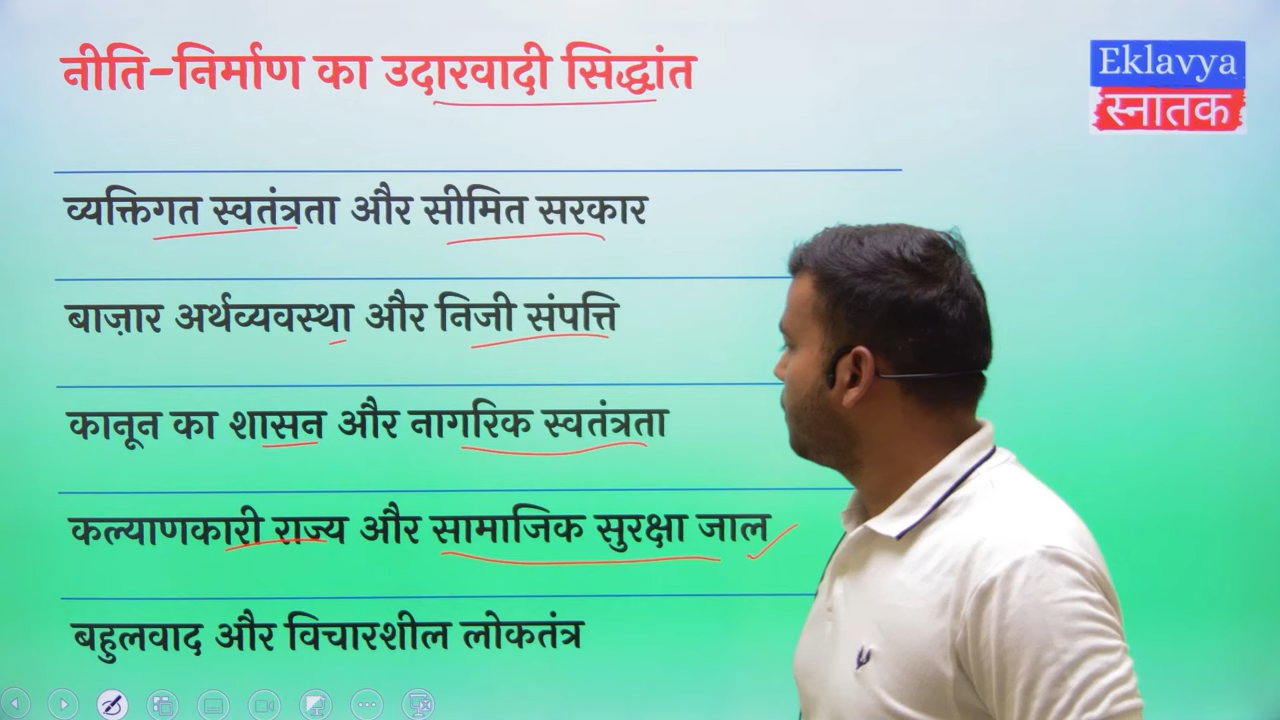 नीति-निर्माण का उदारवादी सिद्धांत
Eklavya
स्नातक
व्यक्तिगत स्वतंत्रता और सीमित सरकार
बाज़ार अर्थव्यवस्था और निजी संपत्ति
कानून का शासन और नागरिक स्वतंत्रता
कल्याणकारी राज्य और सामाजिक सुरक्षा जाल
बहुलवाद और विचारशील लोकतंत्र